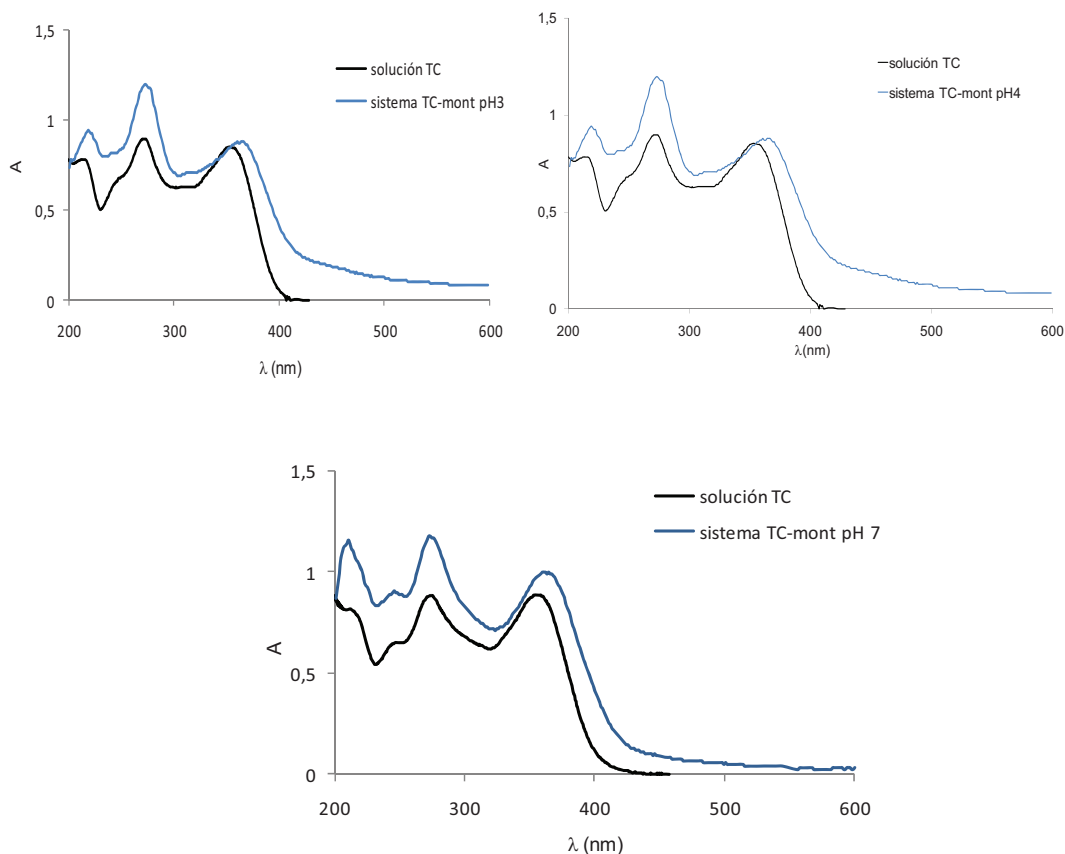 1,5
1
0,5
0
A
200
300
400
500
600
λ (nm)
solución TC
sistema TC-mont pH3
1,5
1
0,5
0
A
200
300
400
500
600
λ(nm)
solución TC
sistema TC-mont pH4
1,5
1
0,5
0
A
200
300
400
500
600
λ (nm)
solución TC
sistema TC-mont pH 7